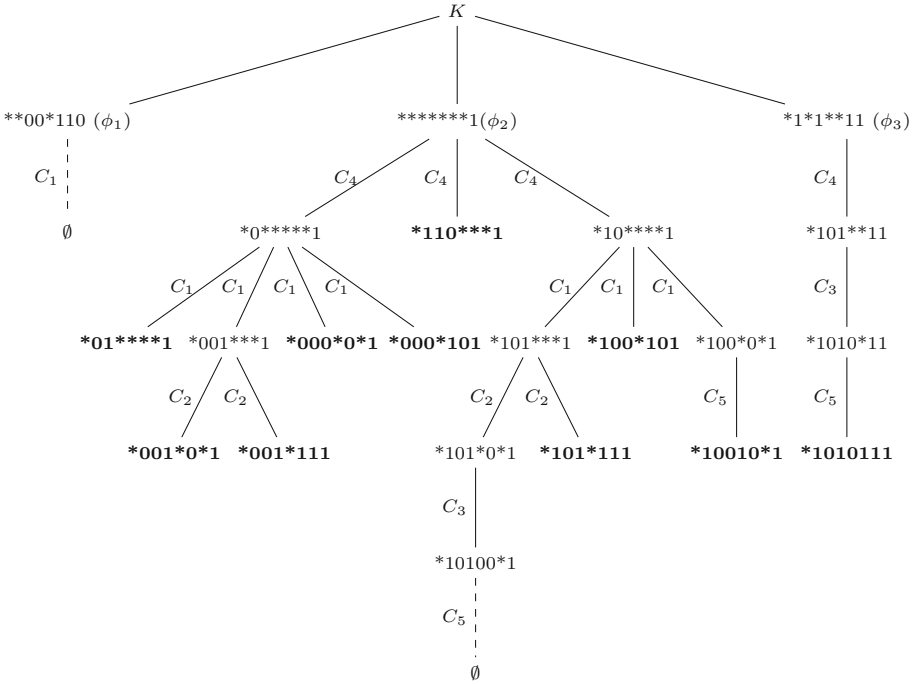 K
**00*110 (ϕ₁) *******1(ϕ₂) *1*1**11 (ϕ₃)
C₁ C₄ C₄ C₄ C₄
∅ *0*****1 *110***1 *10****1 *101**11
C₁ C₁ C₁ C₁ C₁ C₁ C₁ C₃
*01****1 *001***1 *000*0*1 *000*101 *101***1 *100*101 *100*0*1 *1010*11
C₂ C₂ C₂ C₂ C₅ C₅
*001*0*1 *001*111 *101*0*1 *101*111 *10010*1 *1010111
C₃
*10100*1
C₅
∅